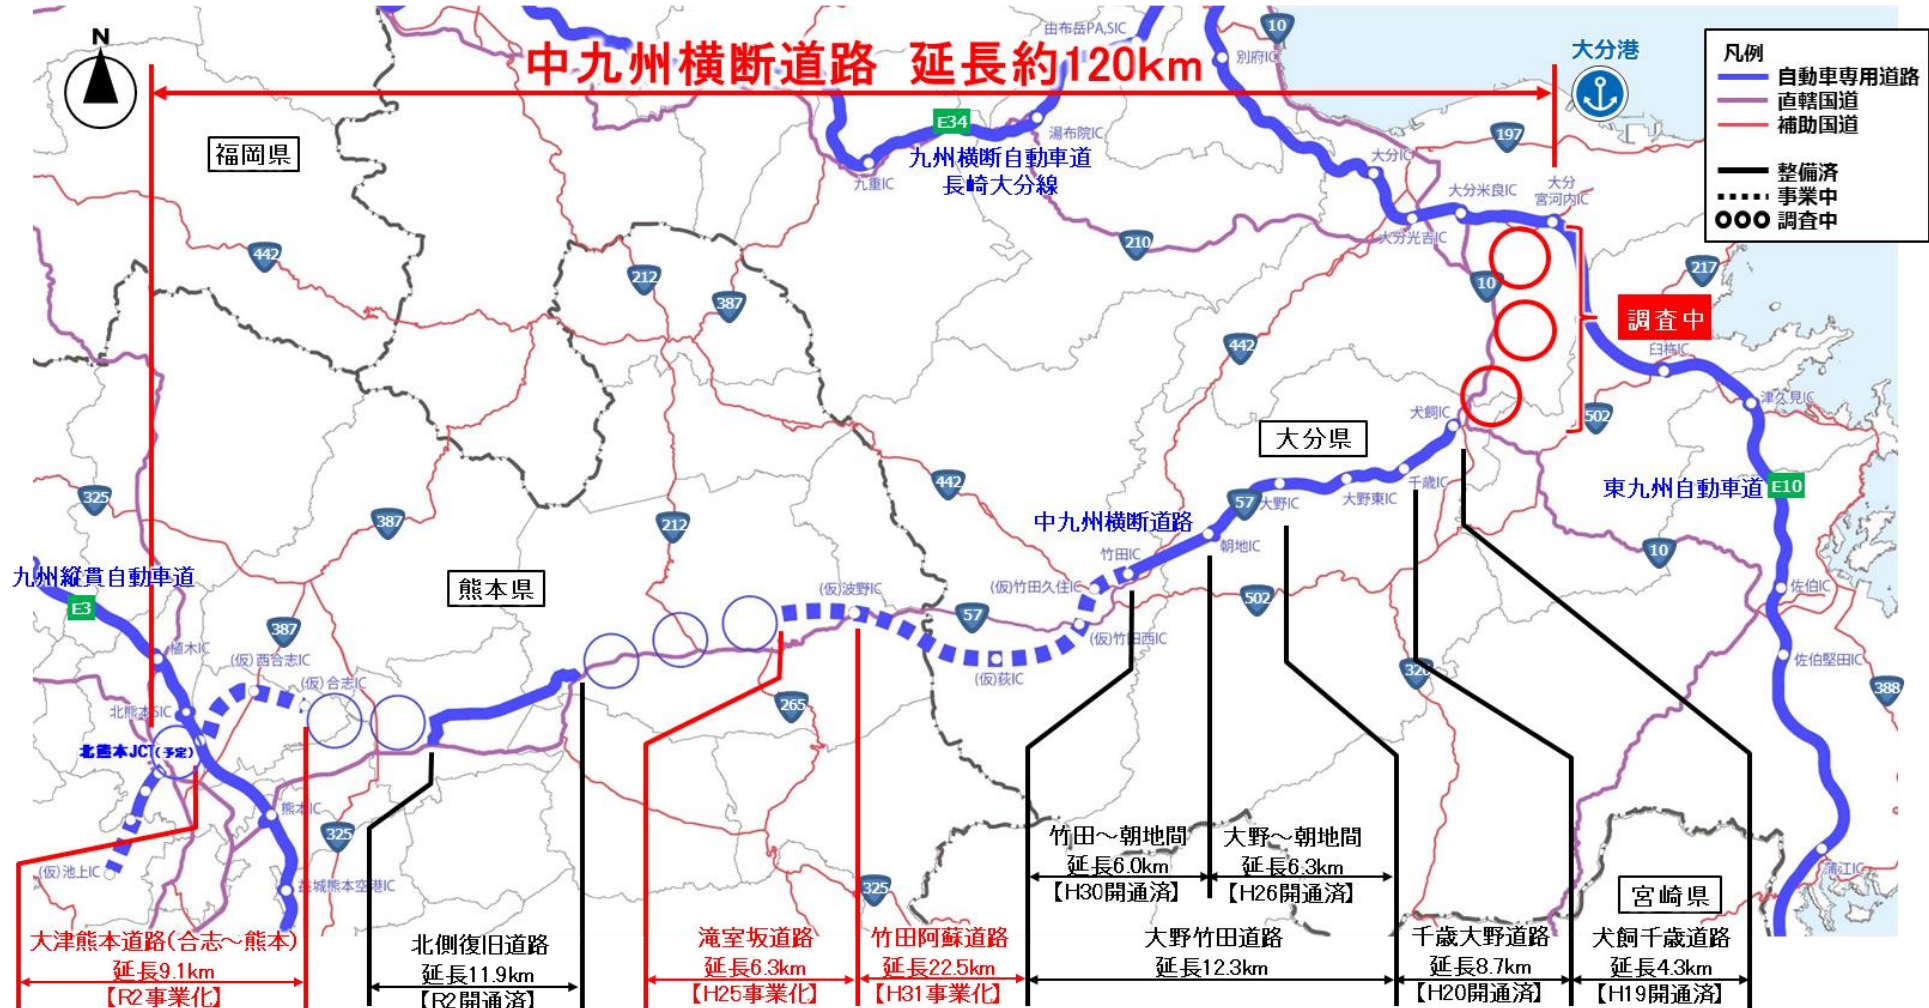 N
中九州横断道路 延長約120km
由布岳PA,SIC
10
別府IC
大分港
凡例
自動車専用道路
直轄国道
補助国道
整備済
事業中
調査中
福岡県
E34
湯布院IC
九州横断自動車道
長崎大分線
九重IC
197
大分IC
大分米良IC
大分
宮河内IC
大分光吉IC
442
212
387
210
10
217
調査中
442
臼杵IC
津久見IC
502
犬飼IC
大分県
325
387
212
442
57
大野IC
大野東IC
千歳IC
東九州自動車道
E10
中九州横断道路
朝地IC
竹田IC
10
九州縦貫自動車道
E3
熊本県
(仮)波野IC
(仮)竹田久住IC
57
502
佐伯IC
387
植木IC
(仮)西合志IC
(仮)合志IC
(仮)竹田西IC
(仮)荻IC
佐伯堅田IC
388
265
北熊本SIC
北熊本JCT(予定)
熊本IC
325
(仮)池上IC
益城熊本空港IC
325
蒲江IC
宮崎県
竹田～朝地間
延長6.0km
【H30開通済】
大野～朝地間
延長6.3km
【H26開通済】
大津熊本道路(合志～熊本)
延長9.1km
【R2事業化】
北側復旧道路
延長11.9km
【R2開通済】
滝室坂道路
延長6.3km
【H25事業化】
竹田阿蘇道路
延長22.5km
【H31事業化】
大野竹田道路
延長12.3km
千歳大野道路
延長8.7km
【H20開通済】
犬飼千歳道路
延長4.3km
【H19開通済】